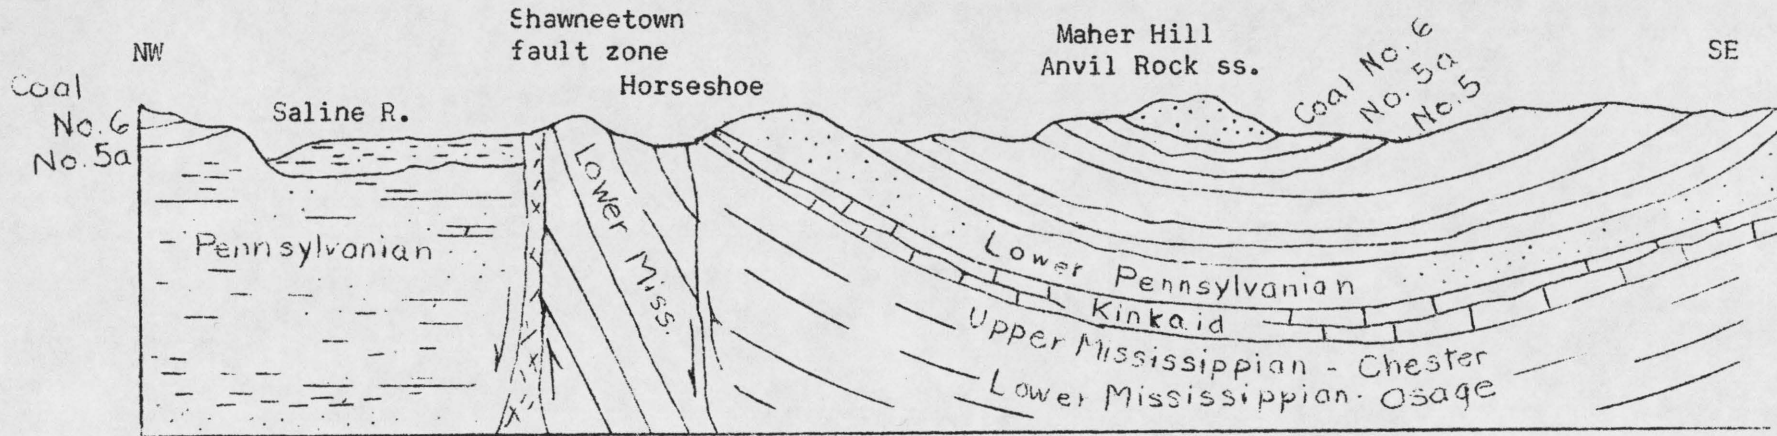 Shawneetown
fault zone
Horseshoe
Maher Hill
Anvil Rock ss.
NW
SE
Coal
No. 6
No. 5a
Saline R.
Coal No. 6
No. 5a
No. 5
Pennsylvanian
Lower Miss.
Lower Pennsylvanian
Kinkaid
Upper Mississippian - Chester
Lower Mississippian - Osage